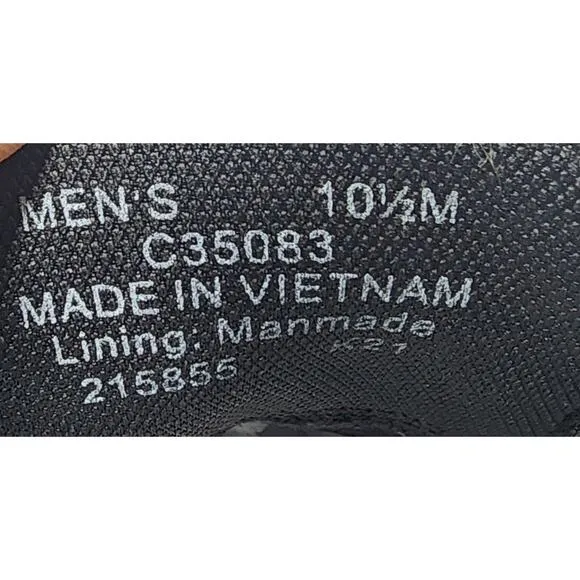 MEN'S 10½M
C35083
MADE IN VIETNAM
Lining: Manmade
215855